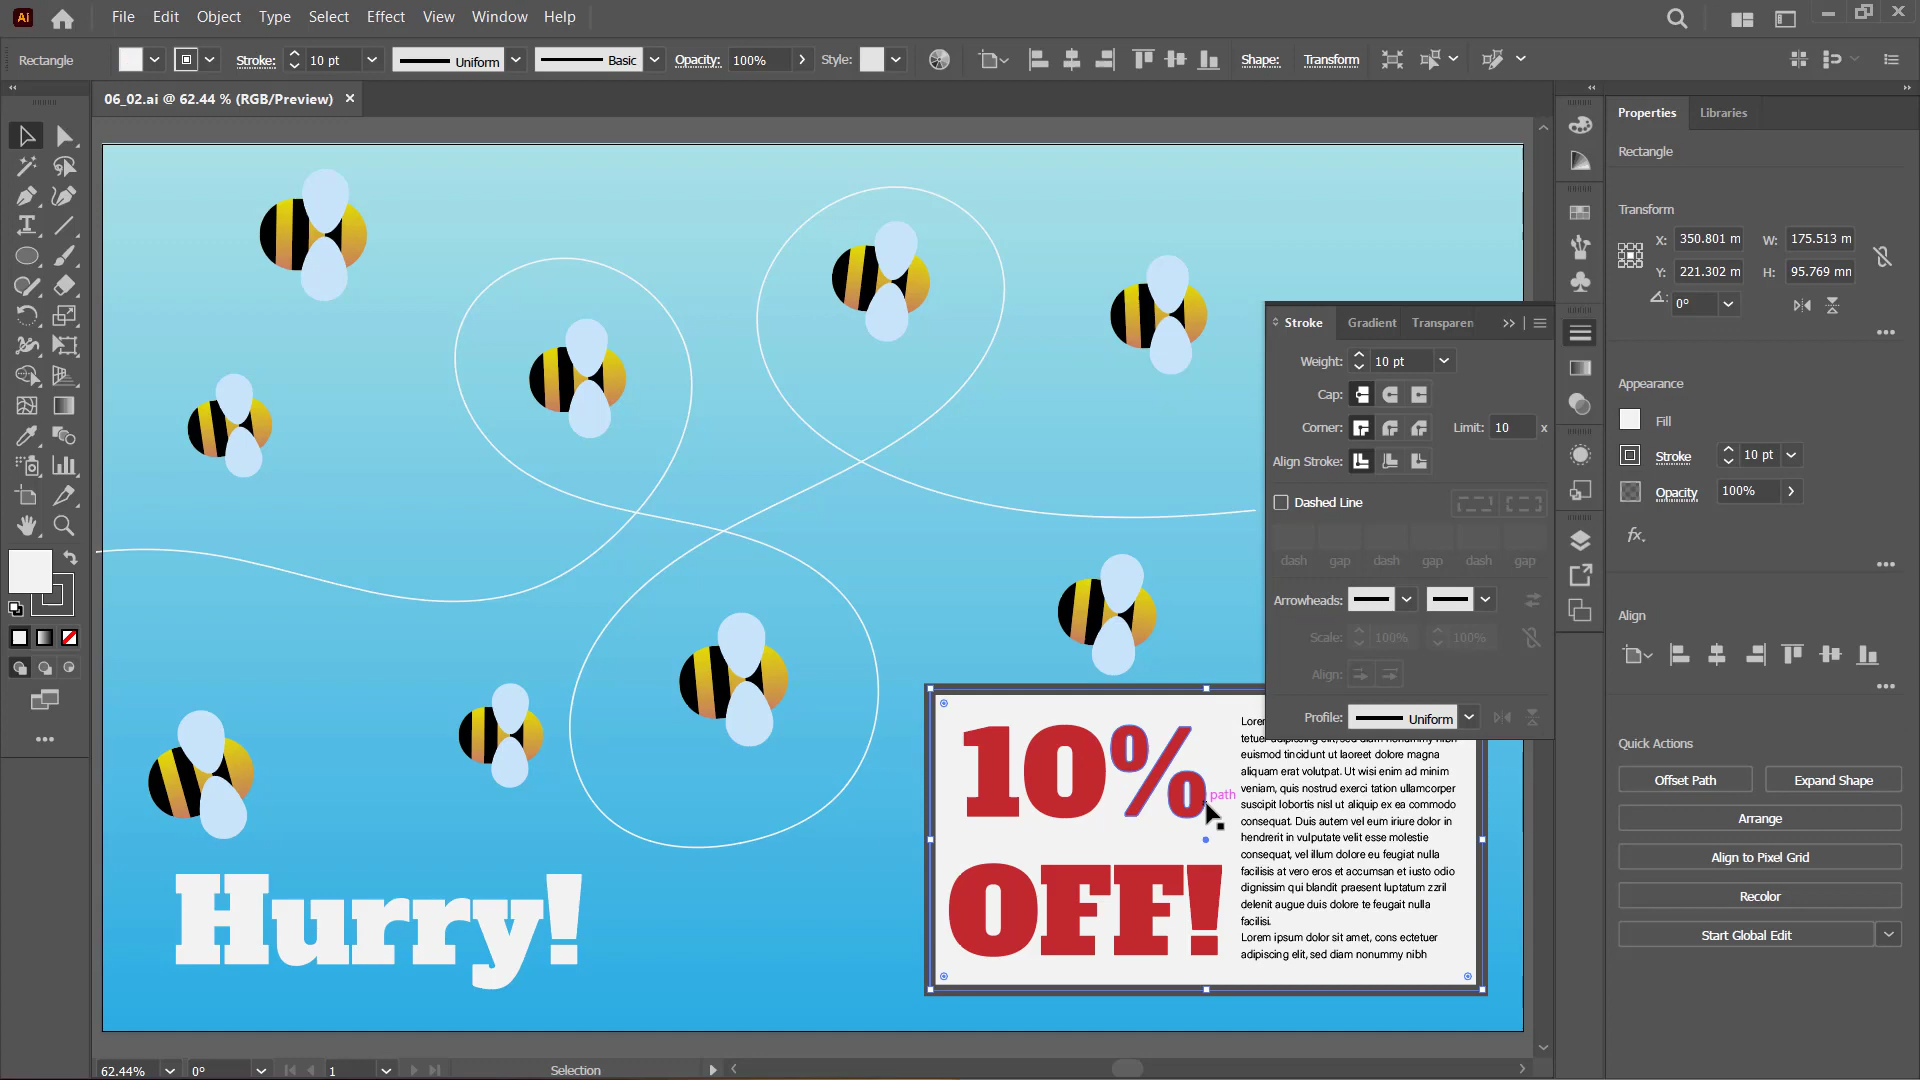 Ai File Edit Object Type Select Effect View Window Help
Rectangle Stroke: 10 pt Uniform Basic Opacity: 100% Style: Shape: Transform
06_02.ai @ 62.44 % (RGB/Preview)
Properties Libraries
Rectangle
Transform
X: 350.801 m W: 175.513 m
Y: 221.302 m H: 95.769 mm
0°
Appearance
Fill
Stroke 10 pt
Opacity 100%
fx.
Align
Quick Actions
Offset Path Expand Shape
Arrange
Align to Pixel Grid
Recolor
Start Global Edit
Stroke Gradient Transparen
Weight: 10 pt
Cap:
Corner: Limit: 10 x
Align Stroke:
Dashed Line
dash gap dash gap dash gap
Arrowheads:
Scale: 100% 100%
Align:
Profile: Uniform
10%
OFF!
path
euismod tincidunt ut laoreet dolore magna
aliquam erat volutpat. Ut wisi enim ad minim
veniam, quis nostrud exerci tation ullamcorper
suscipit lobortis nisl ut aliquip ex ea commodo
consequat. Duis autem vel eum iriure dolor in
hendrerit in vulputate velit esse molestie
consequat, vel illum dolore eu feugiat nulla
facilisis at vero eros et accumsan et iusto odio
dignissim qui blandit praesent luptatum zzril
delenit augue duis dolore te feugait nulla
facilisi.
Lorem ipsum dolor sit amet, cons ectetuer
adipiscing elit, sed diam nonummy nibh
Hurry!
62.44% 0° 1 Selection